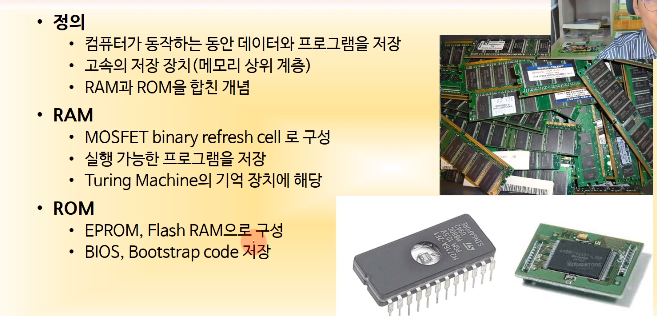 정의
컴퓨터가 동작하는 동안 데이터와 프로그램을 저장
고속의 저장 장치(메모리 상위 계층)
RAM과 ROM을 합친 개념
RAM
MOSFET binary refresh cell 로 구성
실행 가능한 프로그램을 저장
Turing Machine의 기억 장치에 해당
ROM
EPROM, Flash RAM으로 구성
BIOS, Bootstrap code 저장